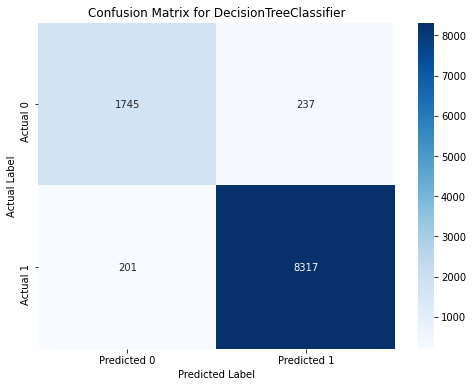 Confusion Matrix for DecisionTreeClassifier
Actual Label
Actual 0
1745
237
Actual 1
201
8317
Predicted 0
Predicted 1
Predicted Label
8000
7000
6000
5000
4000
3000
2000
1000